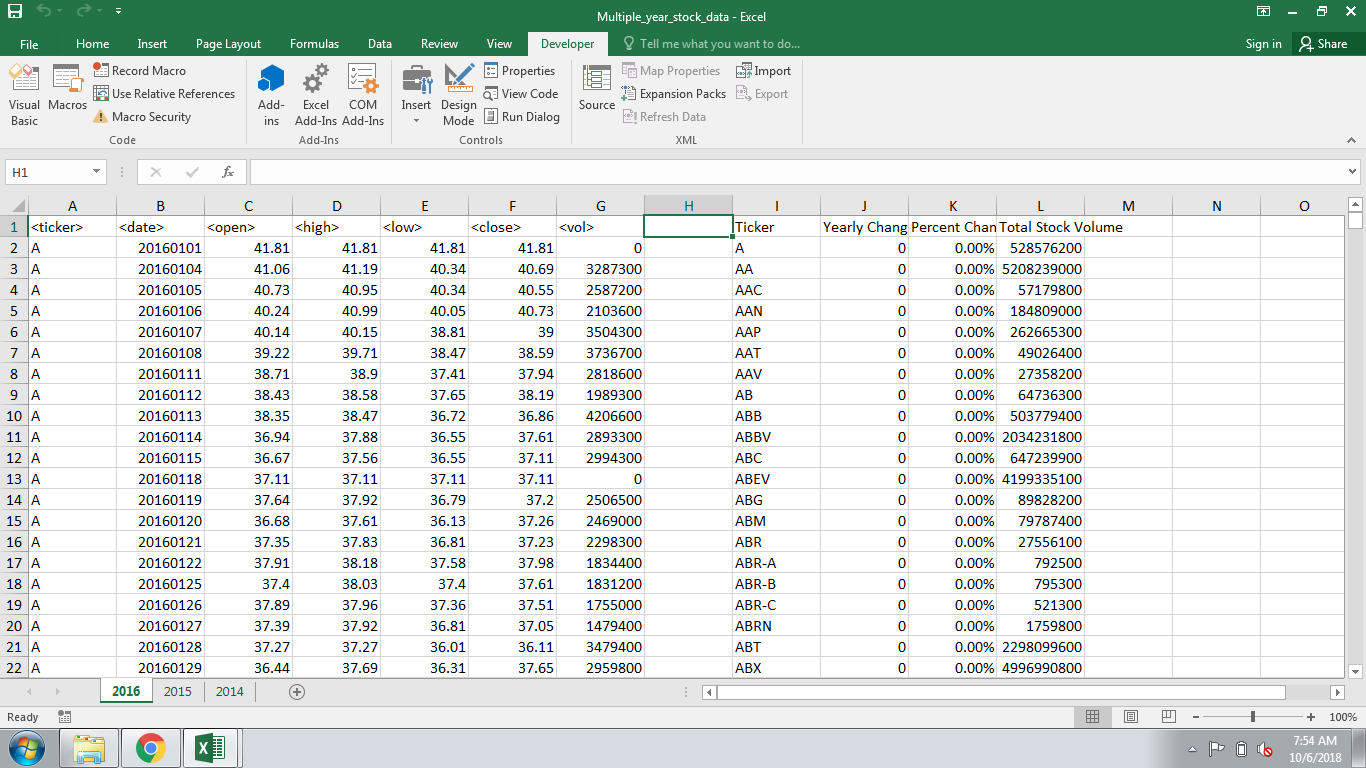 Multiple_year_stock_data - Excel
File Home Insert Page Layout Formulas Data Review View Developer Tell me what you want to do... Sign in Share
Visual Basic
Macros
Record Macro
Use Relative References
Macro Security
Code
Add-ins
Excel Add-Ins
COM Add-Ins
Add-Ins
Insert
Design Mode
Properties
View Code
Run Dialog
Controls
Source
Map Properties
Expansion Packs
Refresh Data
Import
Export
XML
H1 fx
A B C D E F G H I J K L M N O
1 <ticker> <date> <open> <high> <low> <close> <vol> Ticker Yearly Chang Percent Chan Total Stock Volume
2 A 20160101 41.81 41.81 41.81 41.81 0 A 0 0.00% 528576200
3 A 20160104 41.06 41.19 40.34 40.69 3287300 AA 0 0.00% 5208239000
4 A 20160105 40.73 40.95 40.34 40.55 2587200 AAC 0 0.00% 57179800
5 A 20160106 40.24 40.99 40.05 40.73 2103600 AAN 0 0.00% 184809000
6 A 20160107 40.14 40.15 38.81 39 3504300 AAP 0 0.00% 262665300
7 A 20160108 39.22 39.71 38.47 38.59 3736700 AAT 0 0.00% 49026400
8 A 20160111 38.71 38.9 37.41 37.94 2818600 AAV 0 0.00% 27358200
9 A 20160112 38.43 38.58 37.65 38.19 1989300 AB 0 0.00% 64736300
10 A 20160113 38.35 38.47 36.72 36.86 4206600 ABB 0 0.00% 503779400
11 A 20160114 36.94 37.88 36.55 37.61 2893300 ABBV 0 0.00% 2034231800
12 A 20160115 36.67 37.56 36.55 37.11 2994300 ABC 0 0.00% 647239900
13 A 20160118 37.11 37.11 37.11 37.11 0 ABEV 0 0.00% 4199335100
14 A 20160119 37.64 37.92 36.79 37.2 2506500 ABG 0 0.00% 89828200
15 A 20160120 36.68 37.61 36.13 37.26 2469000 ABM 0 0.00% 79787400
16 A 20160121 37.35 37.83 36.81 37.23 2298300 ABR 0 0.00% 27556100
17 A 20160122 37.91 38.18 37.58 37.98 1834400 ABR-A 0 0.00% 792500
18 A 20160125 37.4 38.03 37.4 37.61 1831200 ABR-B 0 0.00% 795300
19 A 20160126 37.89 37.96 37.36 37.51 1755000 ABR-C 0 0.00% 521300
20 A 20160127 37.39 37.92 36.81 37.05 1479400 ABRN 0 0.00% 1759800
21 A 20160128 37.27 37.27 36.01 36.11 3479400 ABT 0 0.00% 2298099600
22 A 20160129 36.44 37.69 36.31 37.65 2959800 ABX 0 0.00% 4996990800
2016 2015 2014
Ready 100%
7:54 AM
10/6/2018